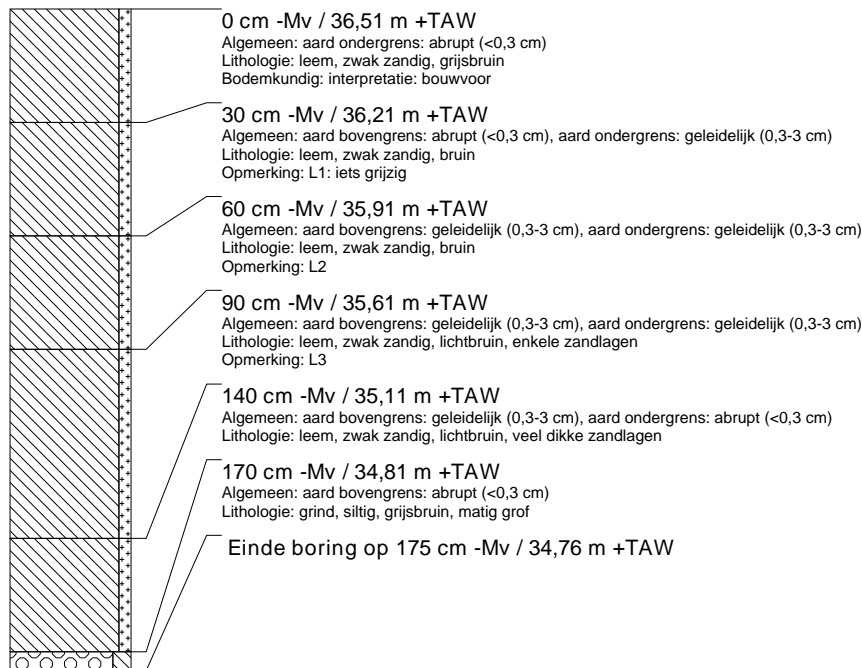 0 cm -Mv / 36,51 m +TAW
Algemeen: aard ondergrens: abrupt (<0,3 cm)
Lithologie: leem, zwak zandig, grijsbruin
Bodemkundig: interpretatie: bouwvoor
30 cm -Mv / 36,21 m +TAW
Algemeen: aard bovengrens: abrupt (<0,3 cm), aard ondergrens: geleidelijk (0,3-3 cm)
Lithologie: leem, zwak zandig, bruin
Opmerking: L1: iets grijzig
60 cm -Mv / 35,91 m +TAW
Algemeen: aard bovengrens: geleidelijk (0,3-3 cm), aard ondergrens: geleidelijk (0,3-3 cm)
Lithologie: leem, zwak zandig, bruin
Opmerking: L2
90 cm -Mv / 35,61 m +TAW
Algemeen: aard bovengrens: geleidelijk (0,3-3 cm), aard ondergrens: geleidelijk (0,3-3 cm)
Lithologie: leem, zwak zandig, lichtbruin, enkele zandlagen
Opmerking: L3
140 cm -Mv / 35,11 m +TAW
Algemeen: aard bovengrens: geleidelijk (0,3-3 cm), aard ondergrens: abrupt (<0,3 cm)
Lithologie: leem, zwak zandig, lichtbruin, veel dikke zandlagen
170 cm -Mv / 34,81 m +TAW
Algemeen: aard bovengrens: abrupt (<0,3 cm)
Lithologie: grind, siltig, grijsbruin, matig grof
Einde boring op 175 cm -Mv / 34,76 m +TAW